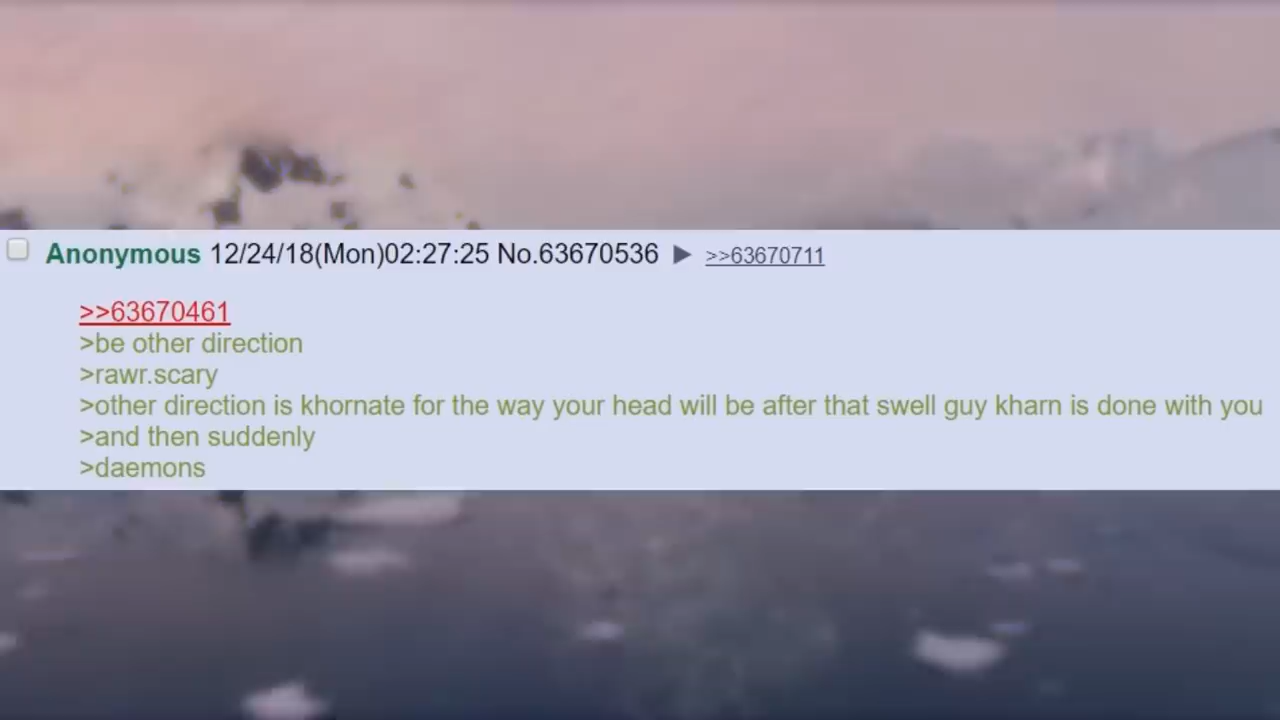 Anonymous 12/24/18(Mon)02:27:25 No.63670536 ▶ >>63670711
>>63670461
>be other direction
>rawr.scary
>other direction is khornate for the way your head will be after that swell guy kharn is done with you
>and then suddenly
>daemons